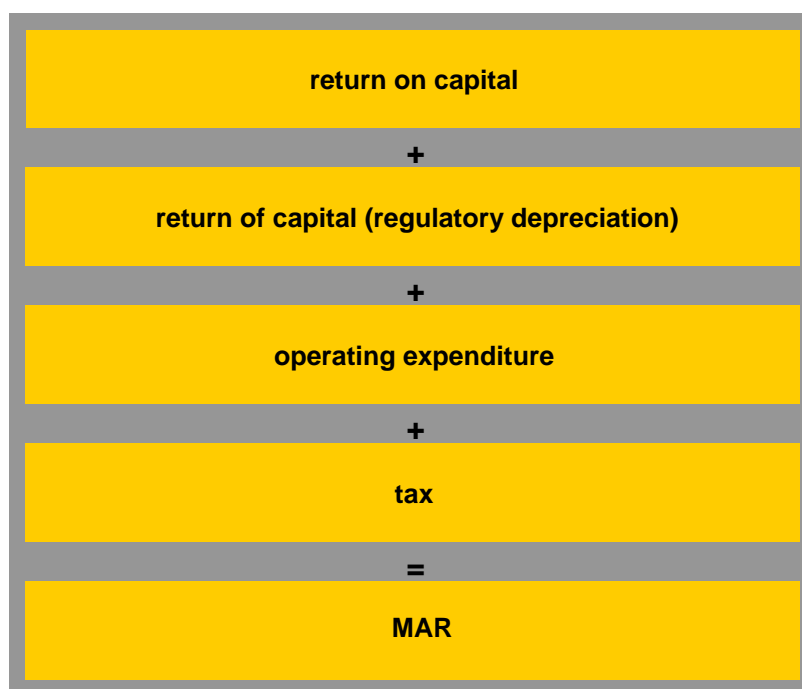 return on capital
+
return of capital (regulatory depreciation)
+
operating expenditure
+
tax
=
MAR